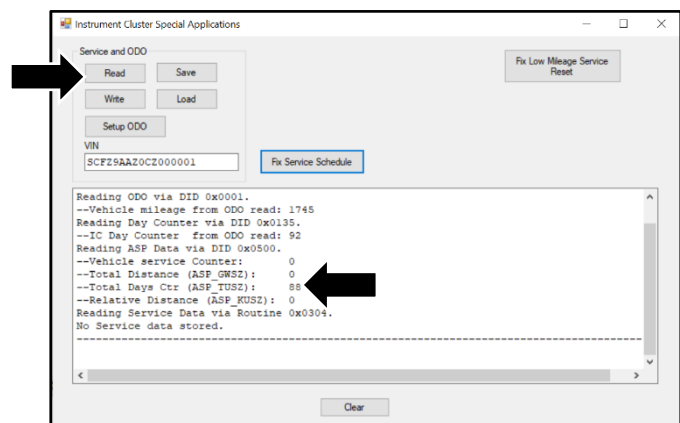 Instrument Cluster Special Applications
Service and ODO
Read
Save
Fix Low Mileage Service
Reset
Write
Load
Setup ODO
VIN
SCFZ9AAZ0CZ000001
Fix Service Schedule
Reading ODO via DID 0x0001.
--Vehicle mileage from ODO read: 1745
Reading Day Counter via DID 0x0135.
--IC Day Counter  from ODO read: 92
Reading ASP Data via DID 0x0500.
--Vehicle service Counter:      0
--Total Distance (ASP_GWSZ):    0
--Total Days Ctr (ASP_TUSZ):    88
--Relative Distance (ASP_KUSZ): 0
Reading Service Data via Routine 0x0304.
No Service data stored.
--------------------------------------------------------------------------------
Clear